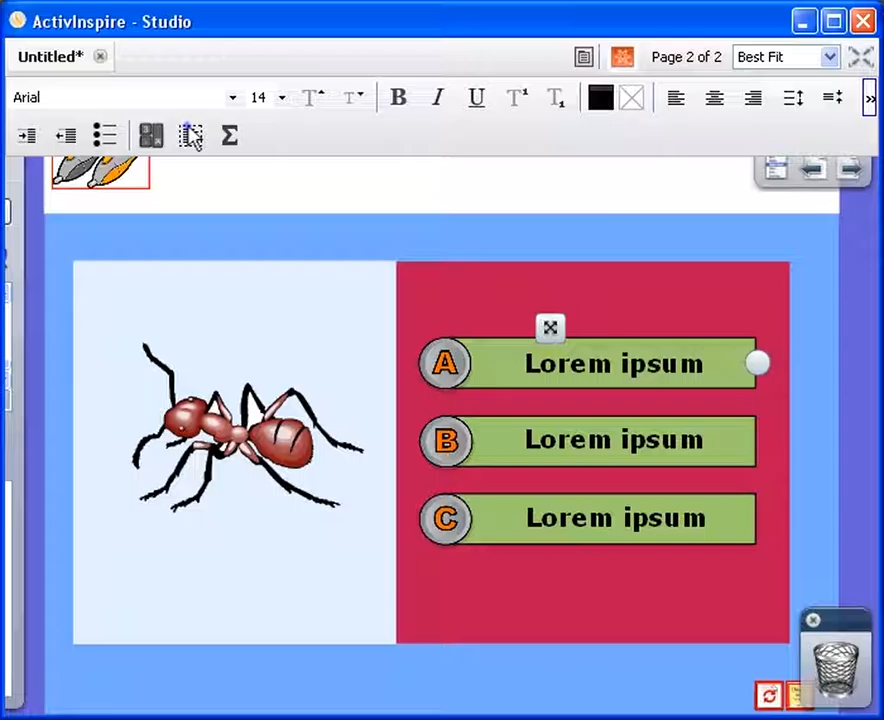 ActivInspire - Studio
Untitled*
Page 2 of 2
Best Fit
Arial
14
B I U
Σ
A Lorem ipsum
B Lorem ipsum
C Lorem ipsum